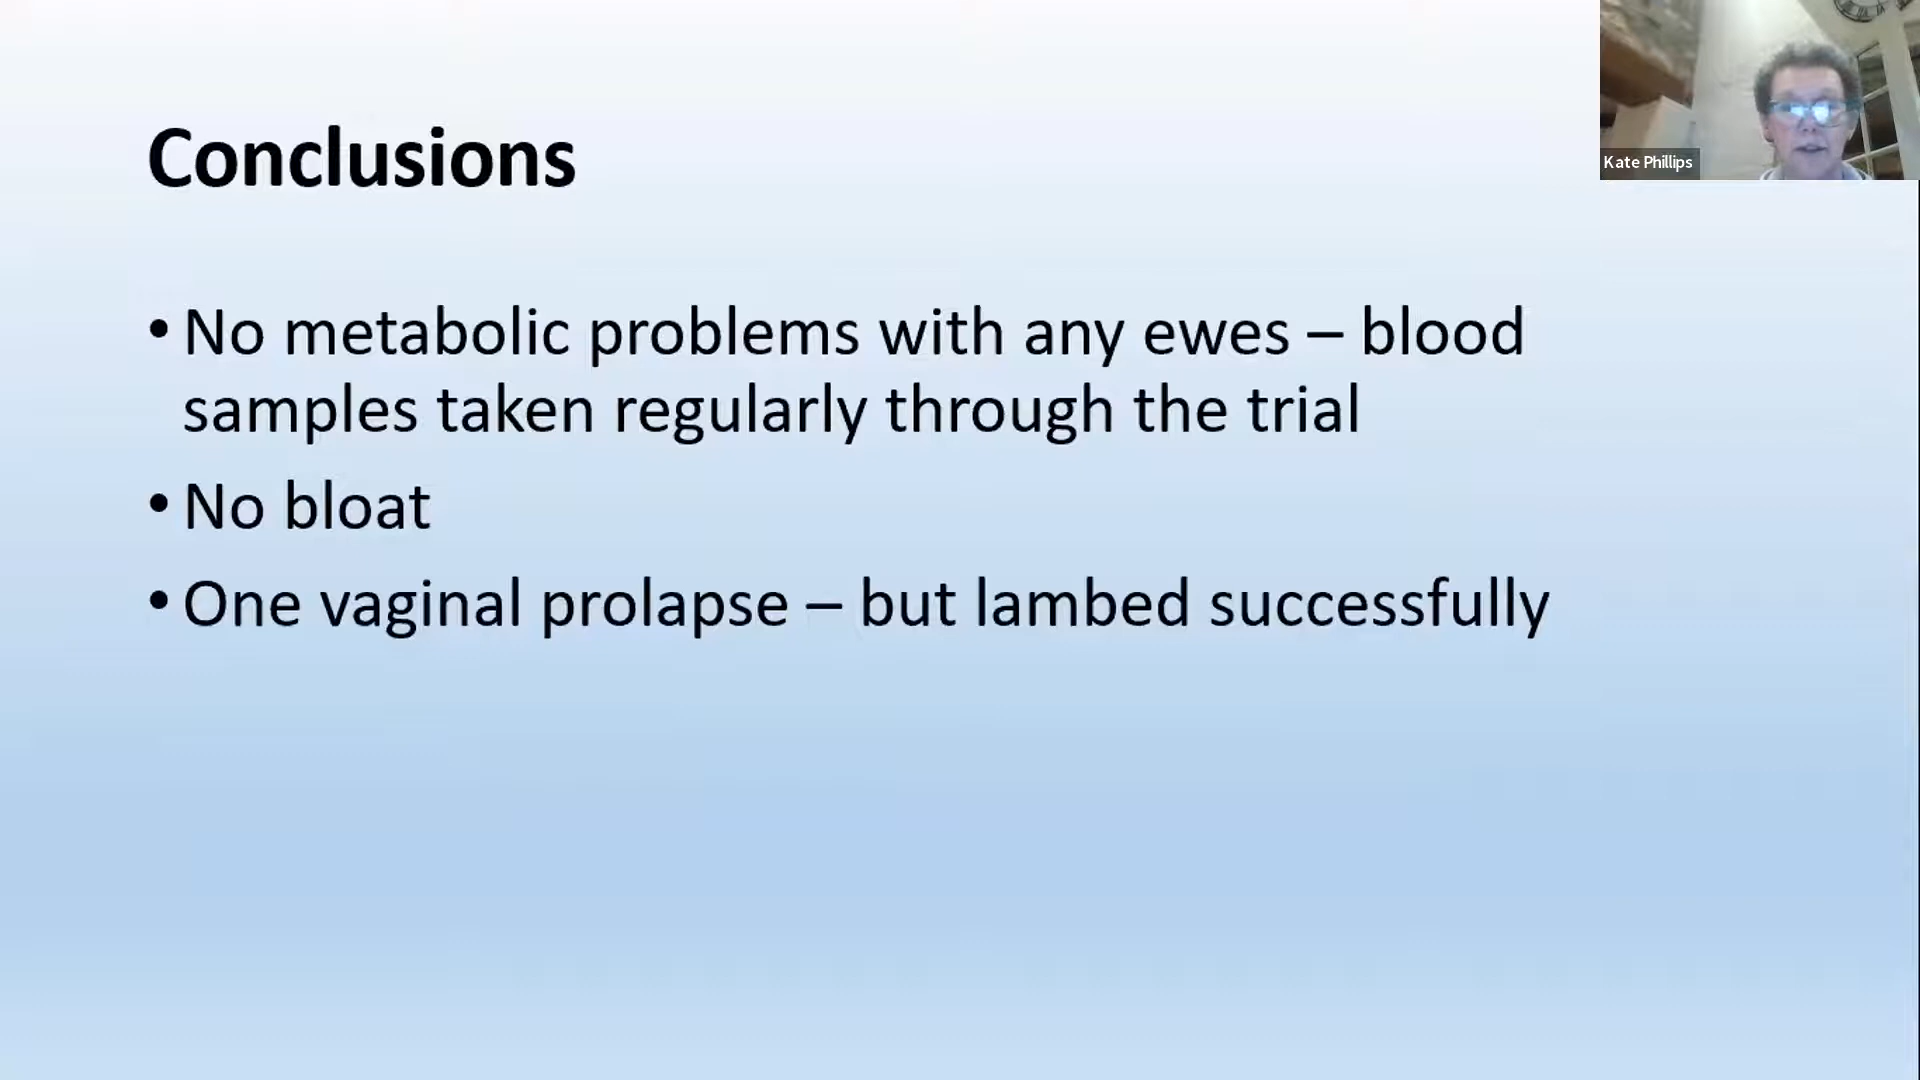 Kate Phillips
Conclusions
• No metabolic problems with any ewes – blood
samples taken regularly through the trial
• No bloat
• One vaginal prolapse – but lambed successfully